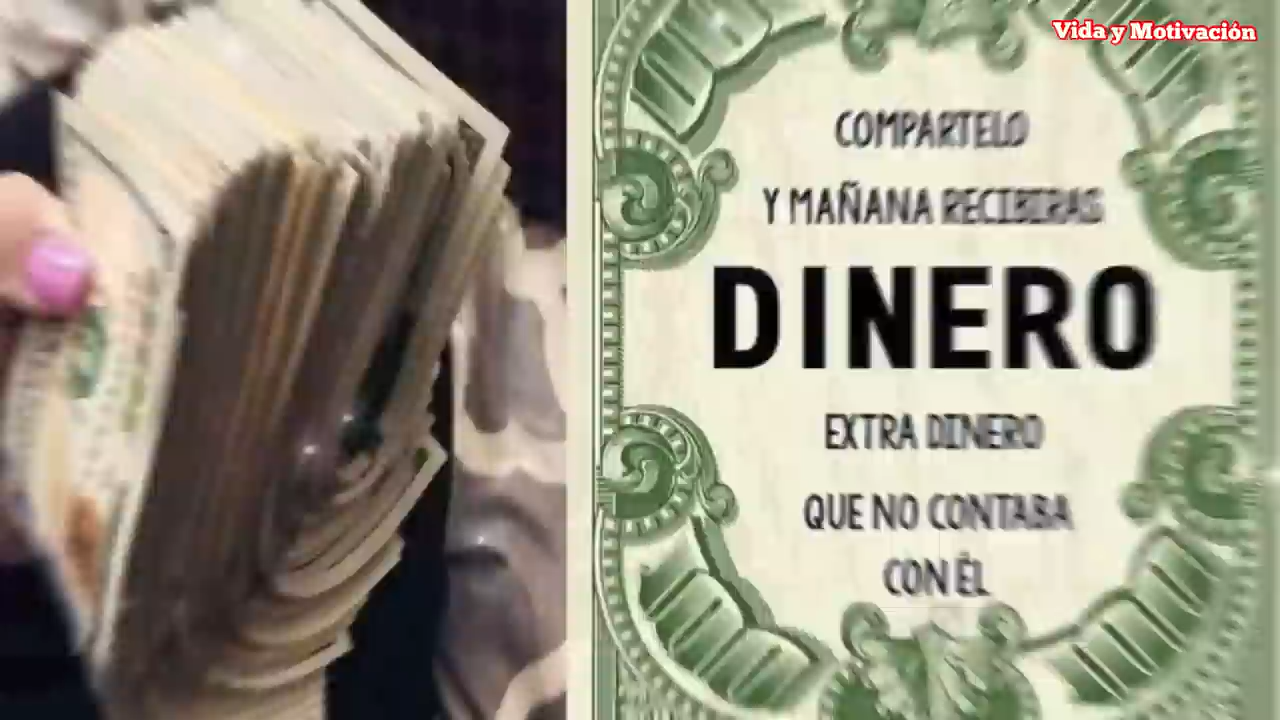 Vida y Motivación
COMPARTELO
Y MAÑANA RECIBIRAS
DINERO
EXTRA DINERO
QUE NO CONTABA
CON ÉL